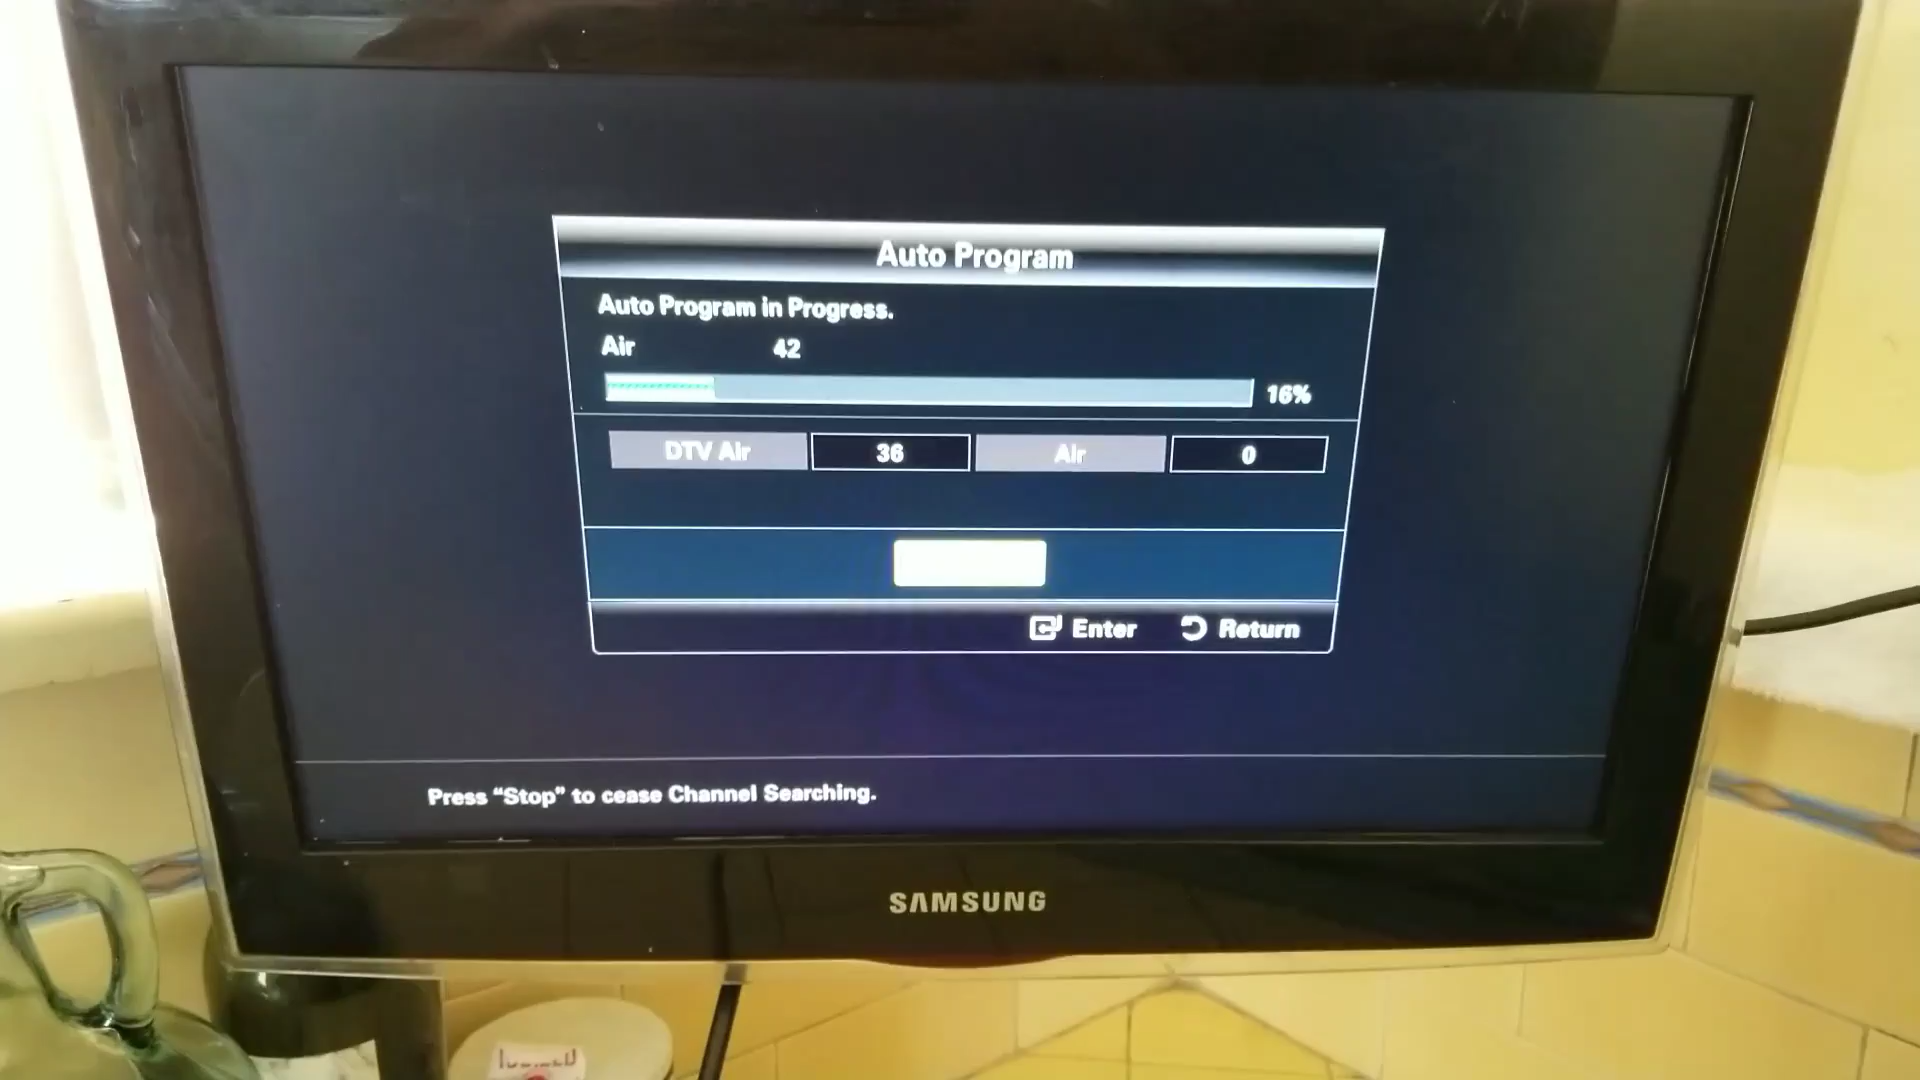 Auto Program
Auto Program in Progress.
Air 42
16%
DTV Air 36 Air 0
Enter Return
Press "Stop" to cease Channel Searching.
SAMSUNG